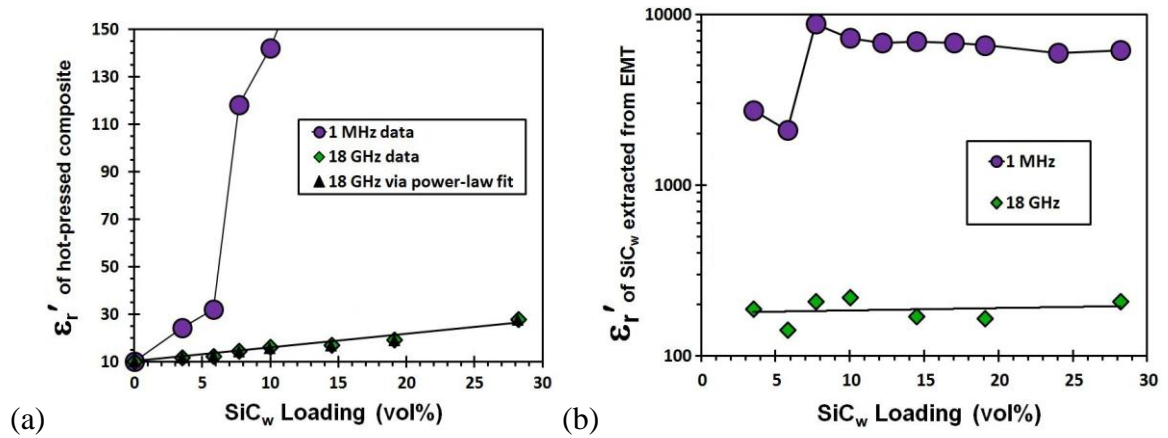 150
130
110
90
70
50
30
10
εr′ of hot-pressed composite
1 MHz data
18 GHz data
18 GHz via power-law fit
0 5 10 15 20 25 30
SiCw Loading (vol%)
(a)
10000
1000
100
εr′ of SiCw extracted from EMT
1 MHz
18 GHz
0 5 10 15 20 25 30
SiCw Loading (vol%)
(b)